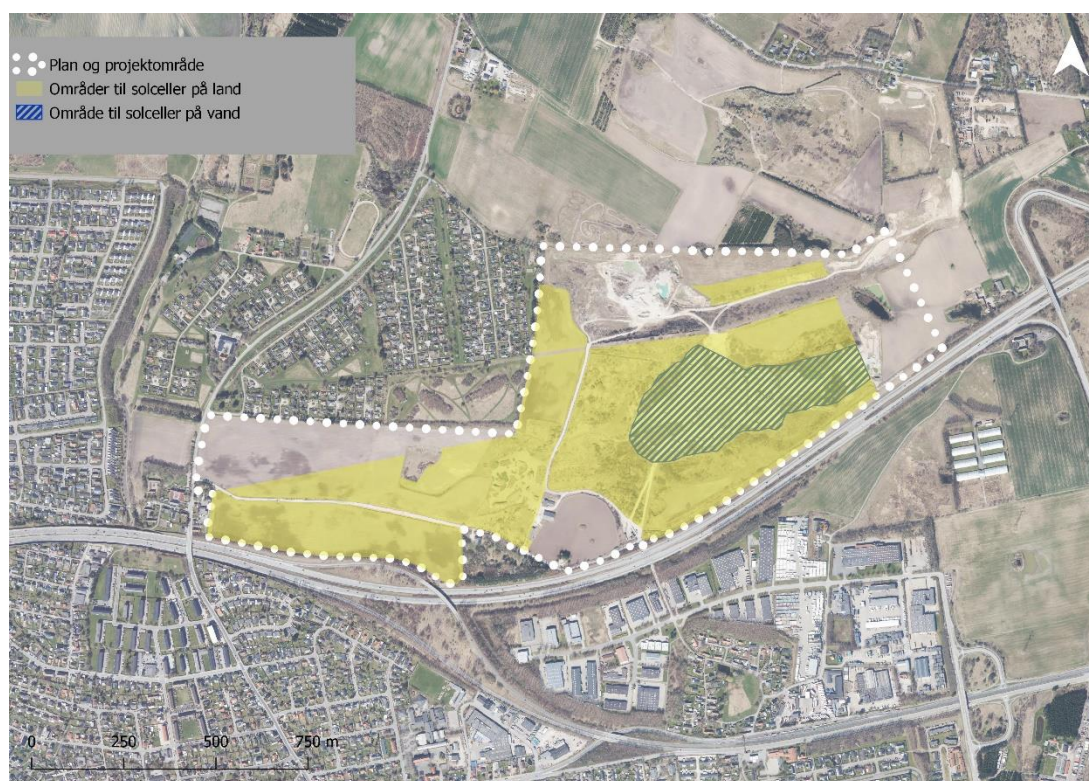 Plan og projektområde
Områder til solceller på land
Område til solceller på vand
0 250 500 750 m